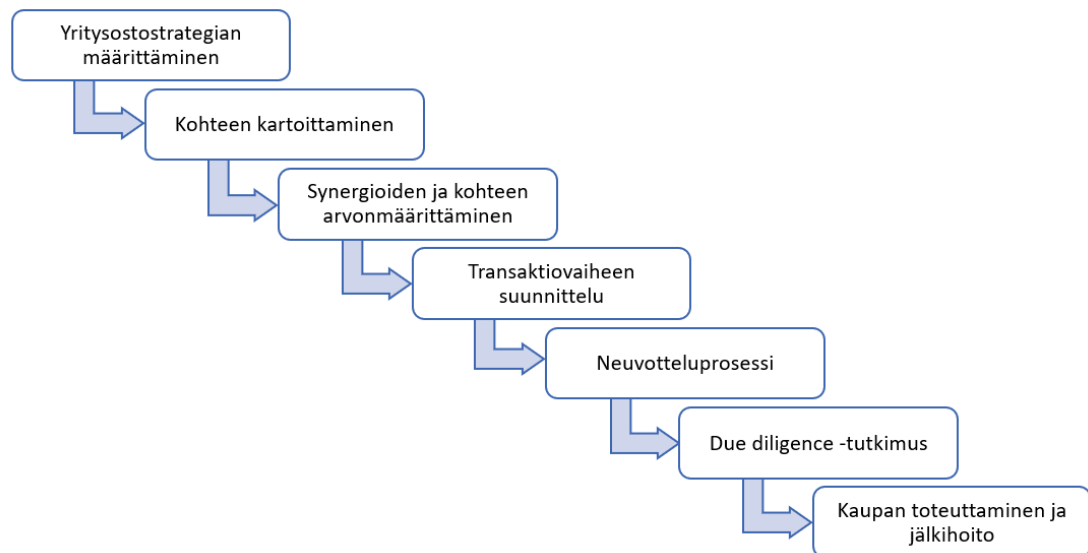 Yritysostostrategian
määrittäminen
Kohteen kartoittaminen
Synergioiden ja kohteen
arvonmäärittäminen
Transaktiovaiheen
suunnittelu
Neuvotteluprosessi
Due diligence -tutkimus
Kaupan toteuttaminen ja
jälkihoito